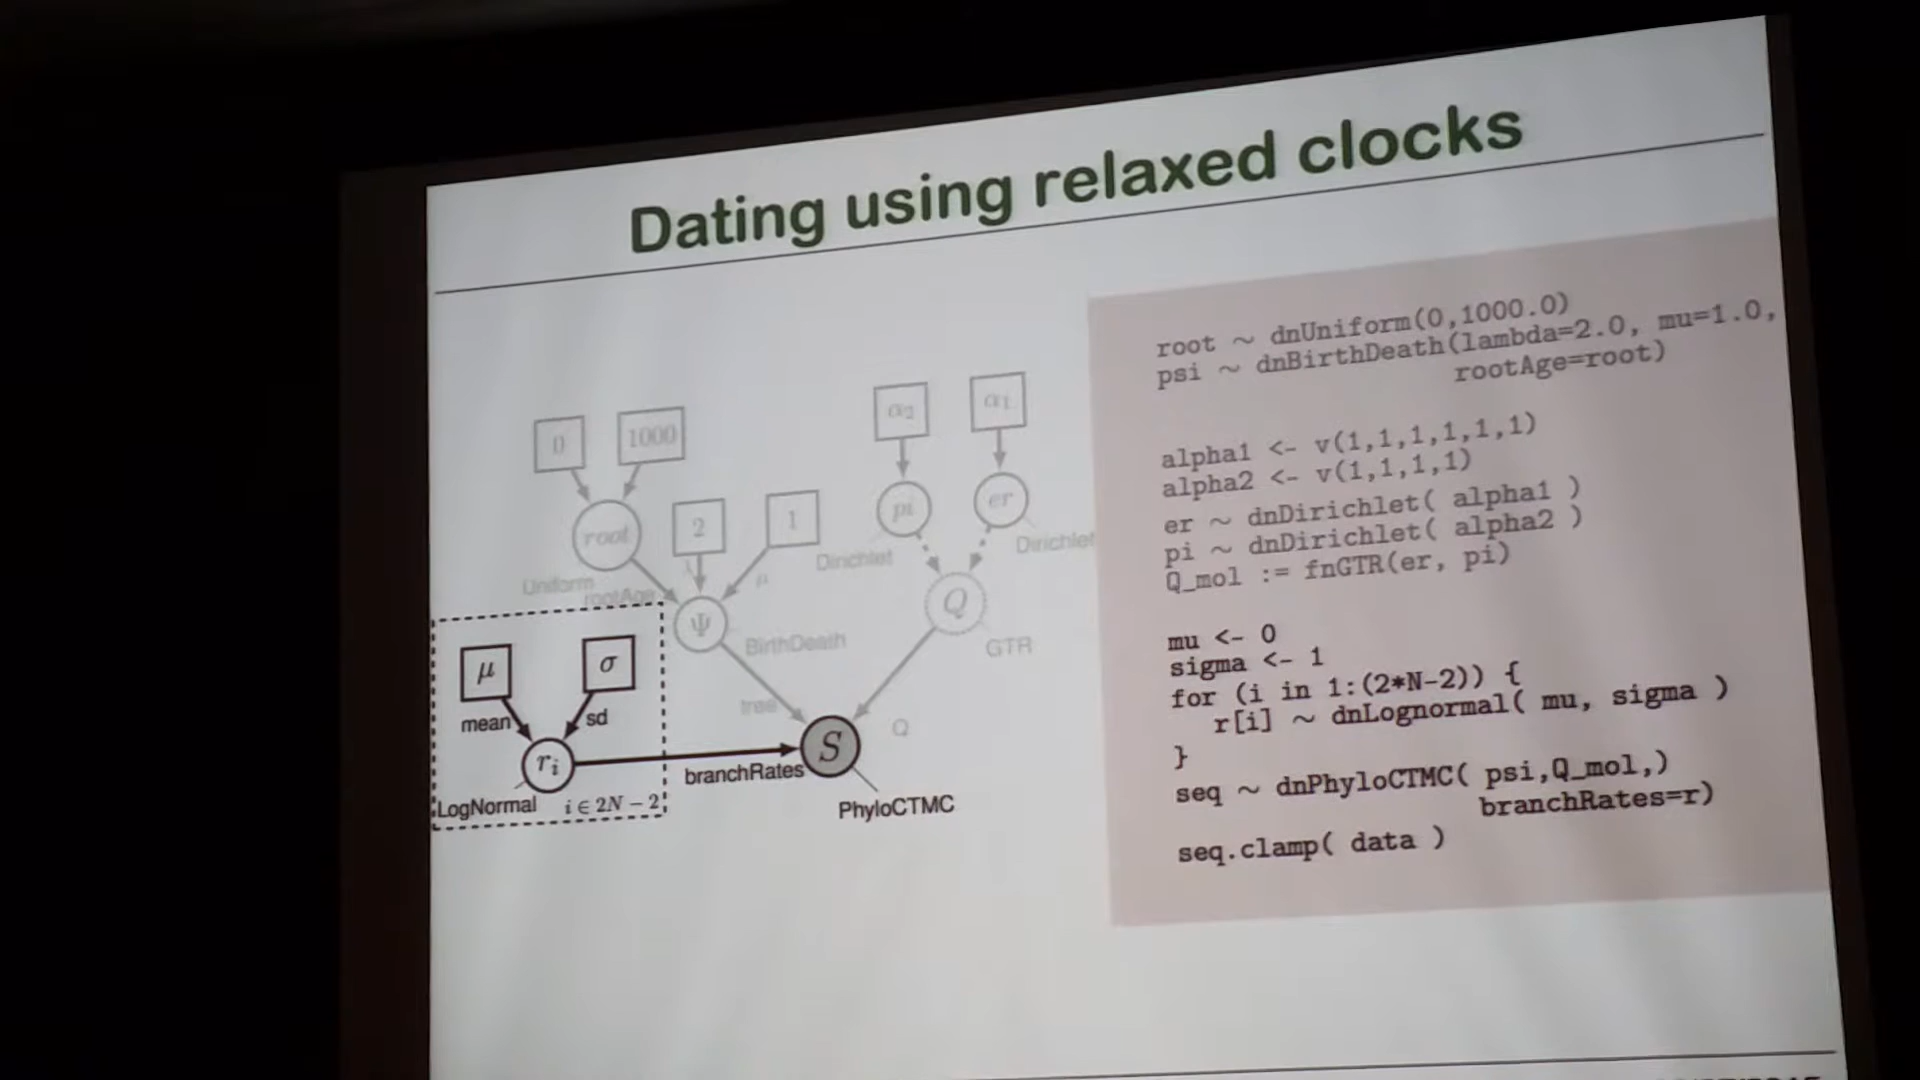 Dating using relaxed clocks
0
1000
α₂
α₁
root
2
1
pi
er
Uniform
rootAge
λ
μ
Dirichlet
Dirichlet
Ψ
BirthDeath
Q
GTR
μ
σ
mean
sd
tree
Q
rᵢ
branchRates
S
LogNormal
i ∈ 2N − 2
PhyloCTMC
root ~ dnUniform(0,1000.0)
psi ~ dnBirthDeath(lambda=2.0, mu=1.0,
rootAge=root)
alpha1 <- v(1,1,1,1,1,1)
alpha2 <- v(1,1,1,1)
er ~ dnDirichlet( alpha1 )
pi ~ dnDirichlet( alpha2 )
Q_mol := fnGTR(er, pi)
mu <- 0
sigma <- 1
for (i in 1:(2*N-2)) {
r[i] ~ dnLognormal( mu, sigma )
}
seq ~ dnPhyloCTMC( psi,Q_mol,)
branchRates=r)
seq.clamp( data )